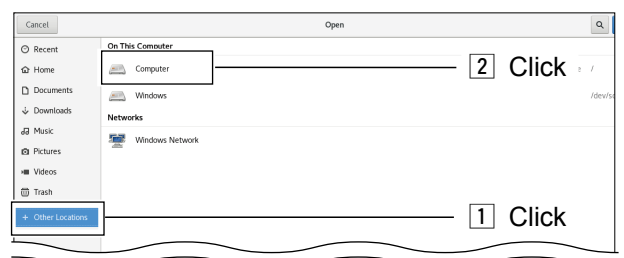 Cancel
Open
Recent
Home
Documents
Downloads
Music
Pictures
Videos
Trash
+ Other Locations
On This Computer
Computer
/
Windows
/dev/s
Networks
Windows Network
2 Click
1 Click